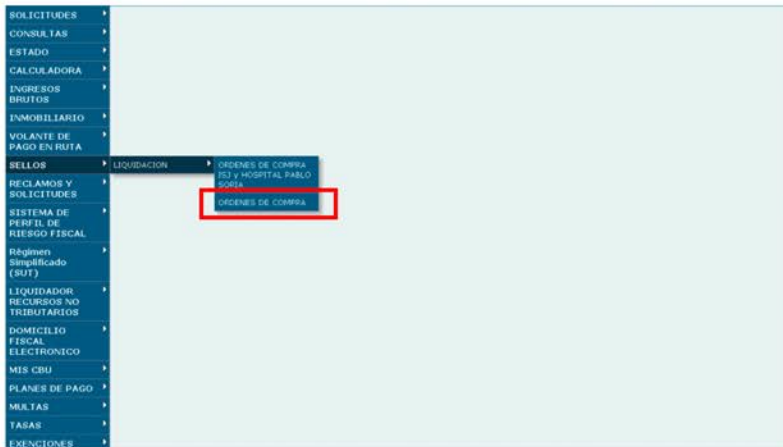 SOLICITUDES
CONSULTAS
ESTADO
CALCULADORA
INGRESOS
BRUTOS
INMOBILIARIO
VOLANTE DE
PAGO EN RUTA
SELLOS
LIQUIDACION
ORDENES DE COMPRA
ISJ y HOSPITAL PABLO
SORIA
ORDENES DE COMPRA
RECLAMOS Y
SOLICITUDES
SISTEMA DE
PERFIL DE
RIESGO FISCAL
Régimen
Simplificado
(SUT)
LIQUIDADOR
RECURSOS NO
TRIBUTARIOS
DOMICILIO
FISCAL
ELECTRONICO
MIS CBU
PLANES DE PAGO
MULTAS
TASAS
EXENCIONES